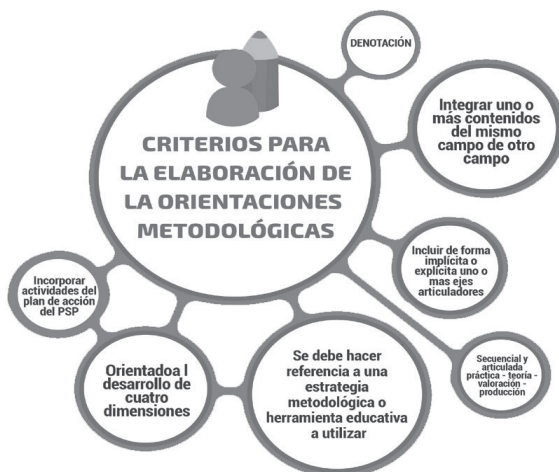 CRITERIOS PARA
LA ELABORACIÓN DE
LA ORIENTACIONES
METODOLÓGICAS
DENOTACIÓN
Integrar uno o
más contenidos
del mismo
campo de otro
campo
Incluir de forma
implícita o
explícita uno o
mas ejes
articuladores
Secuencial y
articulada
práctica - teoría -
valoración -
producción
Se debe hacer
referencia a una
estrategia
metodológica o
herramienta educativa
a utilizar
Orientadoa l
desarrollo de
cuatro
dimensiones
Incorporar
actividades del
plan de acción
del PSP